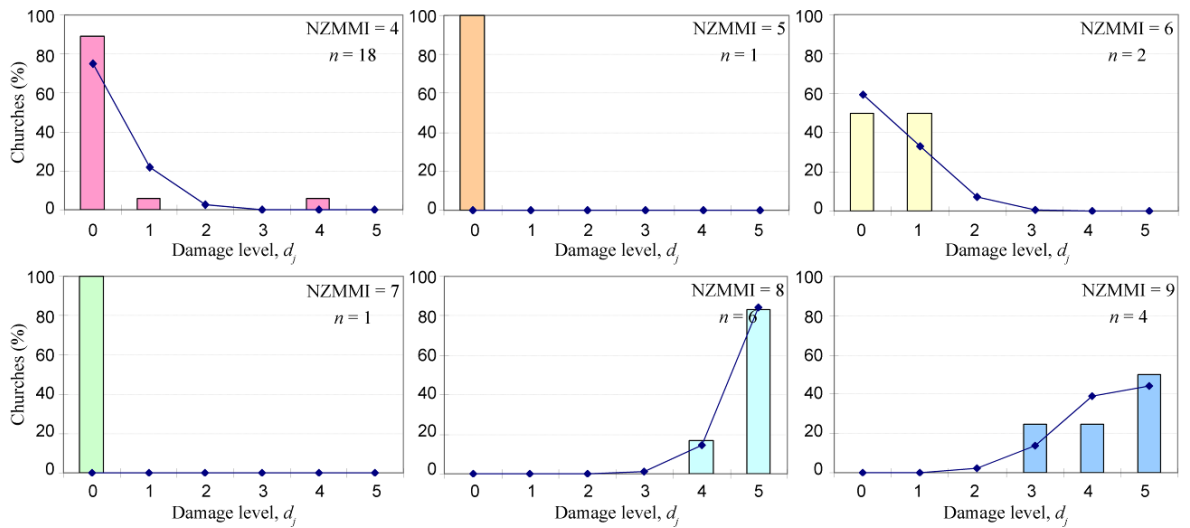 Churches (%)
100
80
60
40
20
0
NZMMI = 4
n = 18
0 1 2 3 4 5
Damage level, dj
100
80
60
40
20
0
NZMMI = 5
n = 1
0 1 2 3 4 5
Damage level, dj
100
80
60
40
20
0
NZMMI = 6
n = 2
0 1 2 3 4 5
Damage level, dj
Churches (%)
100
80
60
40
20
0
NZMMI = 7
n = 1
0 1 2 3 4 5
Damage level, dj
100
80
60
40
20
0
NZMMI = 8
n = 6
0 1 2 3 4 5
Damage level, dj
100
80
60
40
20
0
NZMMI = 9
n = 4
0 1 2 3 4 5
Damage level, dj